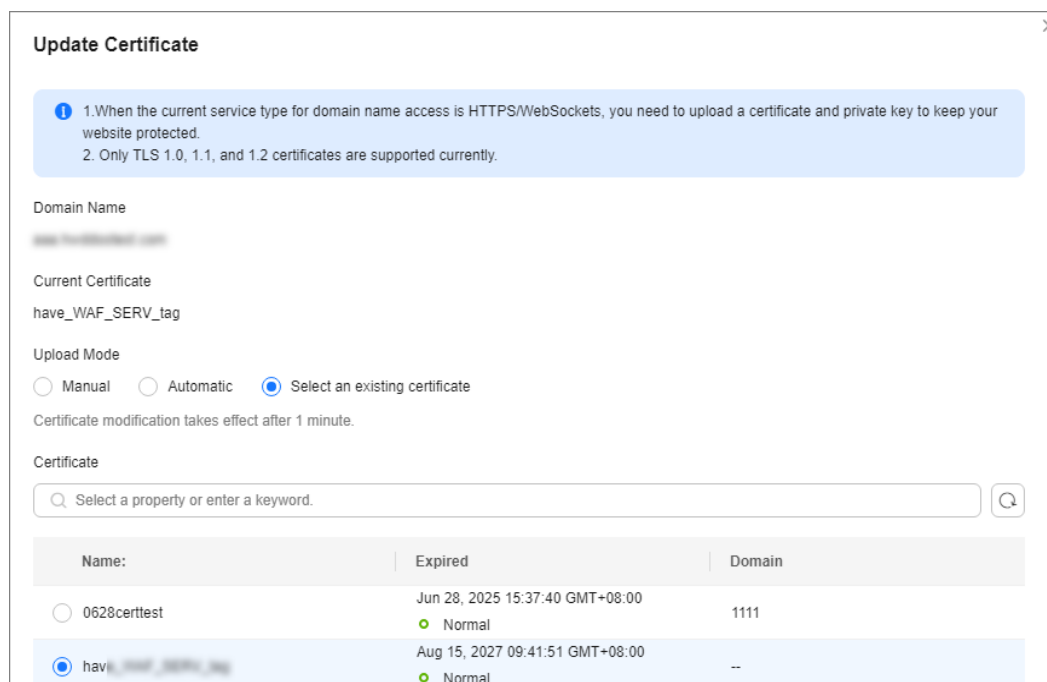 Update Certificate
1.When the current service type for domain name access is HTTPS/WebSockets, you need to upload a certificate and private key to keep your
website protected.
2. Only TLS 1.0, 1.1, and 1.2 certificates are supported currently.
Domain Name
Current Certificate
have_WAF_SERV_tag
Upload Mode
Manual Automatic Select an existing certificate
Certificate modification takes effect after 1 minute.
Certificate
Select a property or enter a keyword.
Name: Expired Domain
Jun 28, 2025 15:37:40 GMT+08:00
0628certtest 1111
Normal
Aug 15, 2027 09:41:51 GMT+08:00
have --
Normal